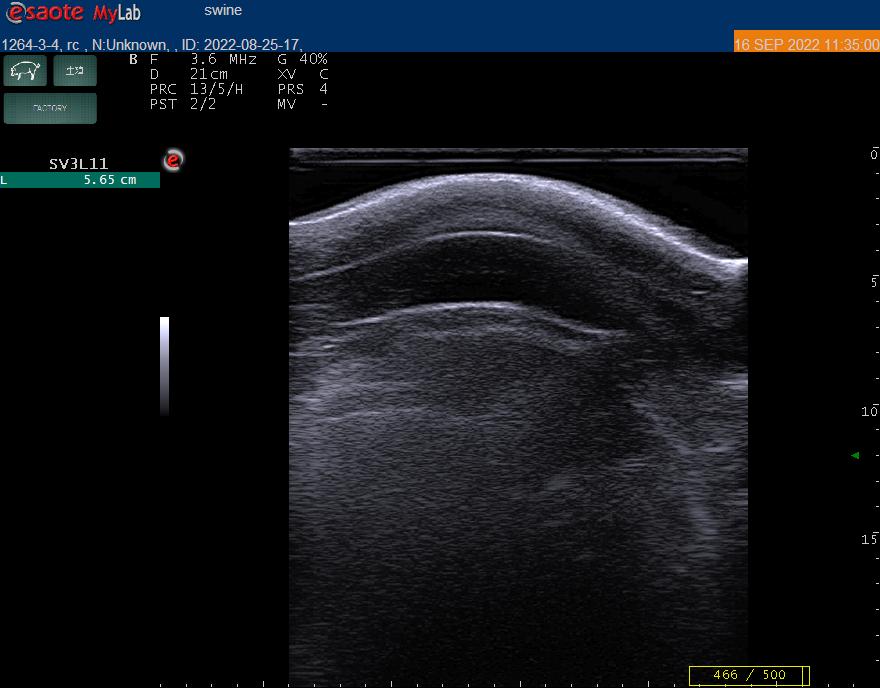 esaote MyLab
swine
1264-3-4, rc , N:Unknown, , ID: 2022-08-25-17,
16 SEP 2022 11:35:00
B F 3.6 MHz G 40%
D 21cm XV C
PRC 13/5/H PRS 4
PST 2/2 MV -
FACTORY
SV3L11
L 5.65 cm
e
0
5
10
15
466 / 500